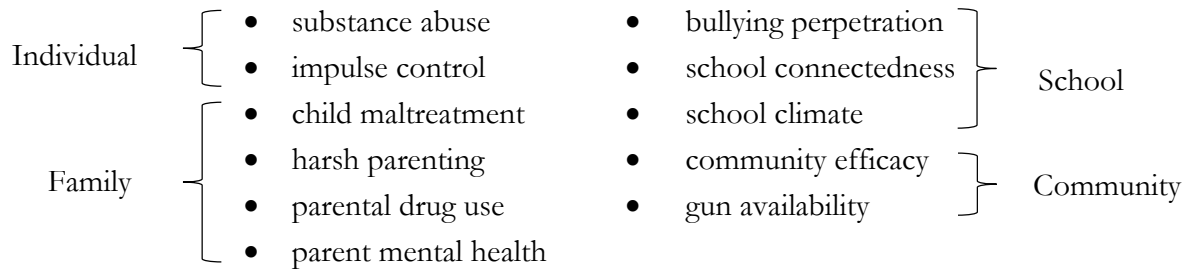 Individual
• substance abuse
• impulse control
Family
• child maltreatment
• harsh parenting
• parental drug use
• parent mental health
• bullying perpetration
• school connectedness
• school climate
School
• community efficacy
• gun availability
Community